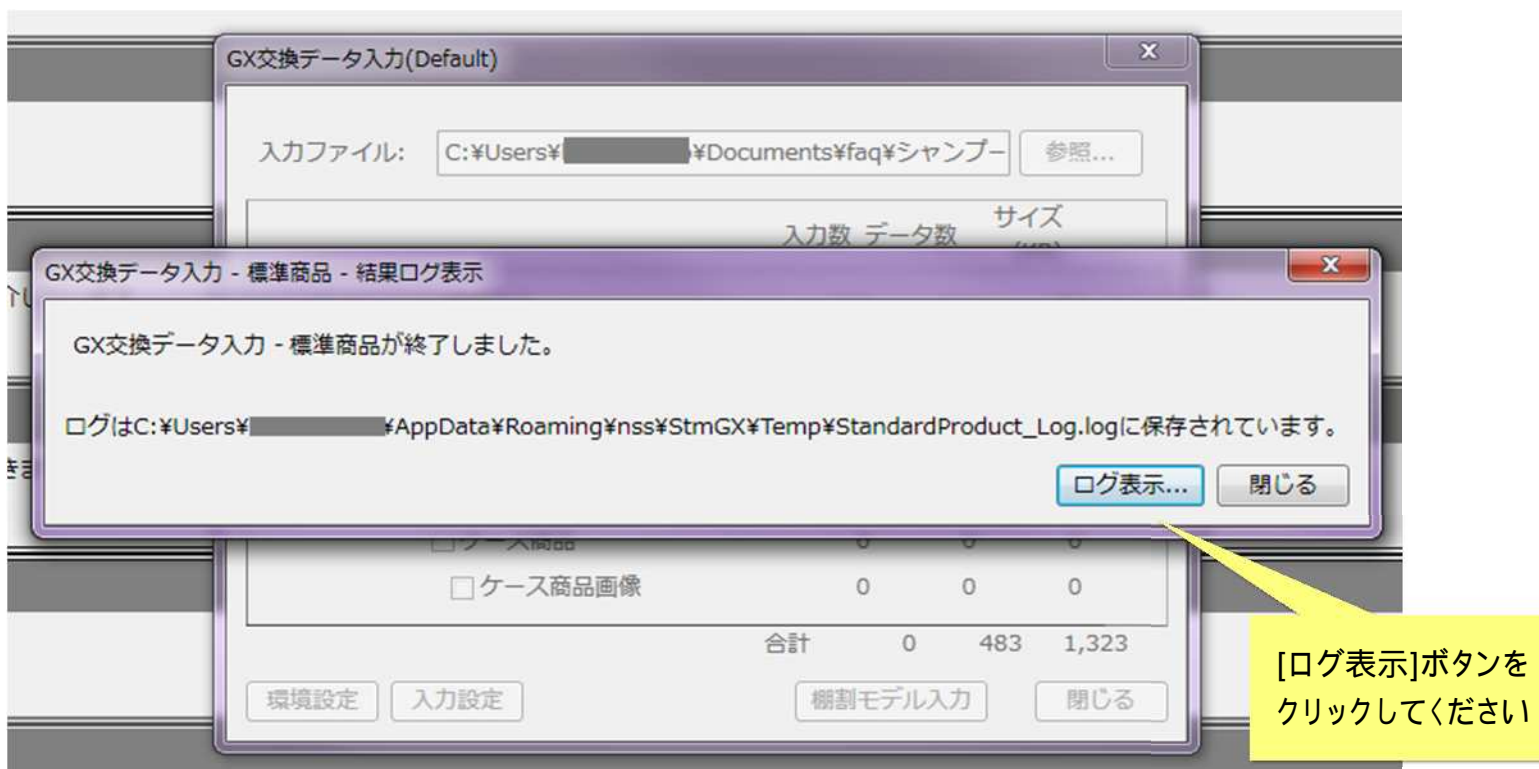 GX交換データ入力(Default)
入力ファイル: C:¥Users¥ ¥Documents¥faq¥シャンプー 参照...
サイズ
入力数 データ数
GX交換データ入力 - 標準商品 - 結果ログ表示
GX交換データ入力 - 標準商品が終了しました。
ログはC:¥Users¥ ¥AppData¥Roaming¥nss¥StmGX¥Temp¥StandardProduct_Log.logに保存されています。
ログ表示... 閉じる
ケース商品 0 0 0
ケース商品画像 0 0 0
合計 0 483 1,323
環境設定 入力設定 棚割モデル入力 閉じる
[ログ表示]ボタンを
クリックしてください